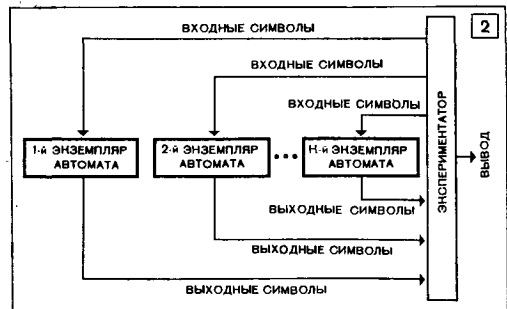 ВХОДНЫЕ СИМВОЛЫ
2
ВХОДНЫЕ СИМВОЛЫ
ВХОДНЫЕ СИМВОЛЫ
1-й ЭКЗЕМПЛЯР
АВТОМАТА
2-й ЭКЗЕМПЛЯР
АВТОМАТА
Н-й ЭКЗЕМПЛЯР
АВТОМАТА
ЭКСПЕРИМЕНТАТОР
ВЫВОД
ВЫХОДНЫЕ СИМВОЛЫ
ВЫХОДНЫЕ СИМВОЛЫ
ВЫХОДНЫЕ СИМВОЛЫ